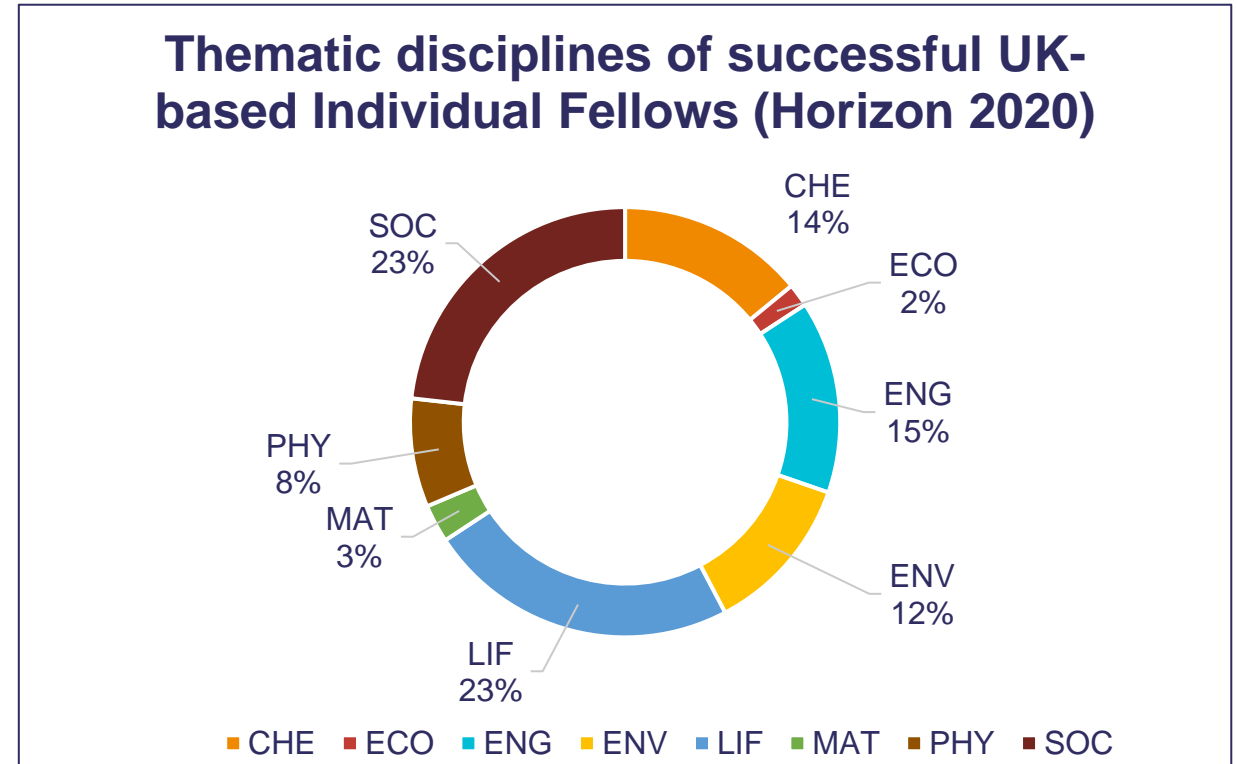 Thematic disciplines of successful UK-
based Individual Fellows (Horizon 2020)
CHE
14%
ECO
2%
ENG
15%
ENV
12%
LIF
23%
MAT
3%
PHY
8%
SOC
23%
CHE ECO ENG ENV LIF MAT PHY SOC